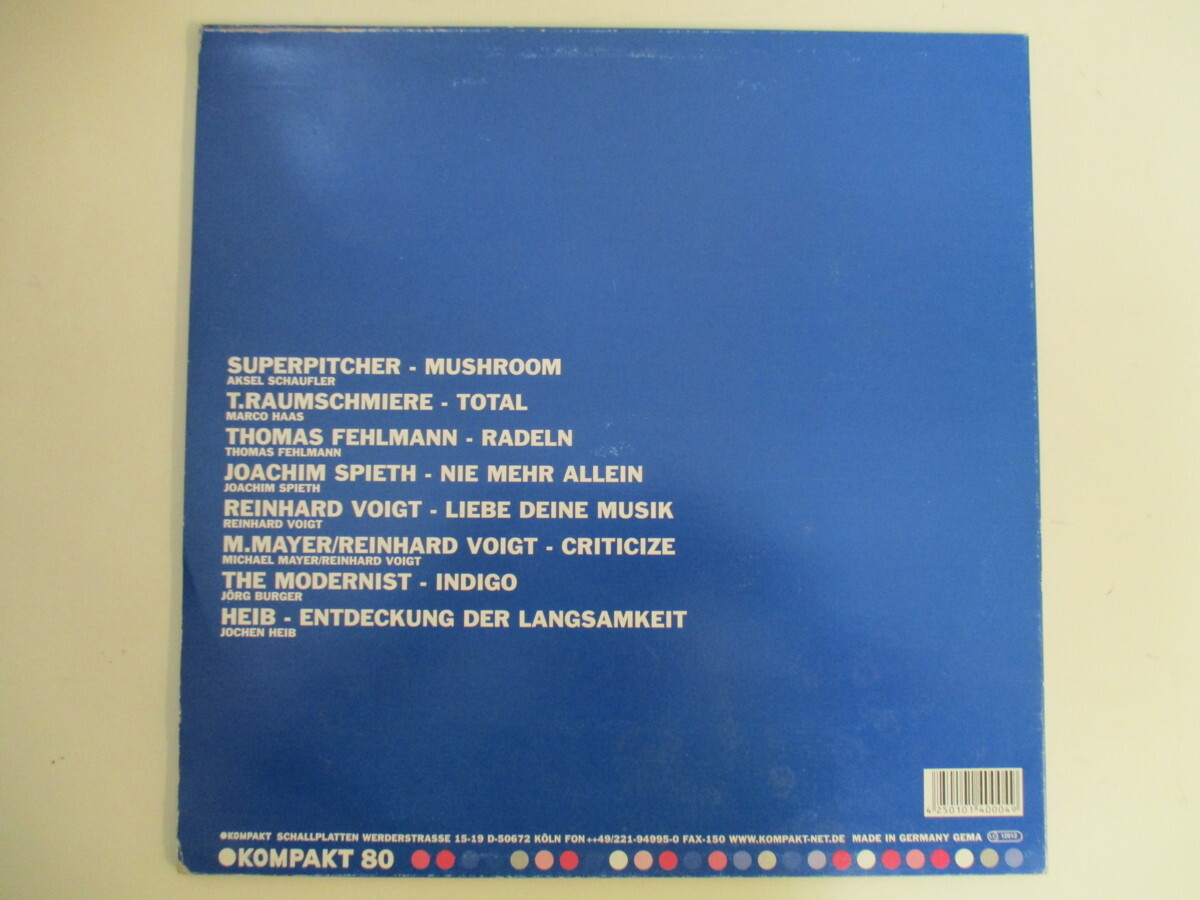 SUPERPITCHER - MUSHROOM
AKSEL SCHAUFLER
T.RAUMSCHMIERE - TOTAL
MARCO HAAS
THOMAS FEHLMANN - RADELN
THOMAS FEHLMANN
JOACHIM SPIETH - NIE MEHR ALLEIN
JOACHIM SPIETH
REINHARD VOIGT - LIEBE DEINE MUSIK
REINHARD VOIGT
M.MAYER/REINHARD VOIGT - CRITICIZE
MICHAEL MAYER/REINHARD VOIGT
THE MODERNIST - INDIGO
JÖRG BURGER
HEIB - ENTDECKUNG DER LANGSAMKEIT
JOCHEN HEIB
4 250101 400049
KOMPAKT SCHALLPLATTEN WERDERSTRASSE 15-19 D-50672 KÖLN FON ++49/221-94995-0 FAX-150 WWW.KOMPAKT-NET.DE MADE IN GERMANY GEMA
KOMPAKT 80